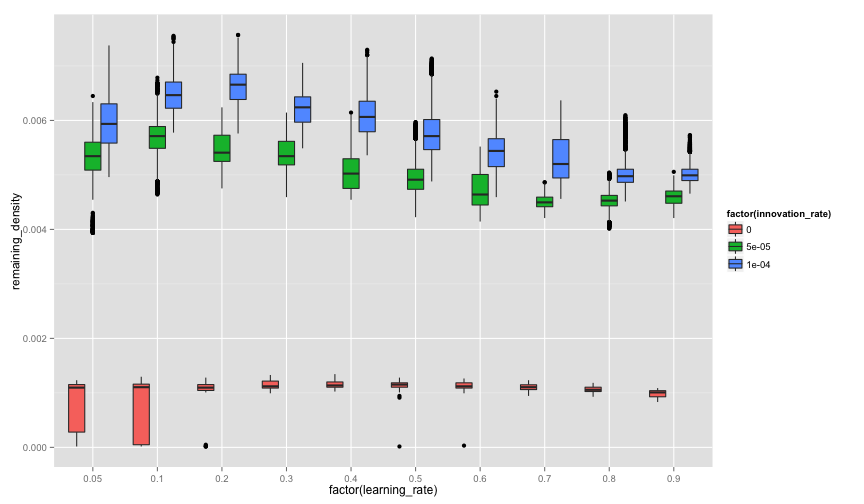 remaining_density
0.006
0.004
0.002
0.000
0.05 0.1 0.2 0.3 0.4 0.5 0.6 0.7 0.8 0.9
factor(learning_rate)
factor(innovation_rate)
0
5e-05
1e-04